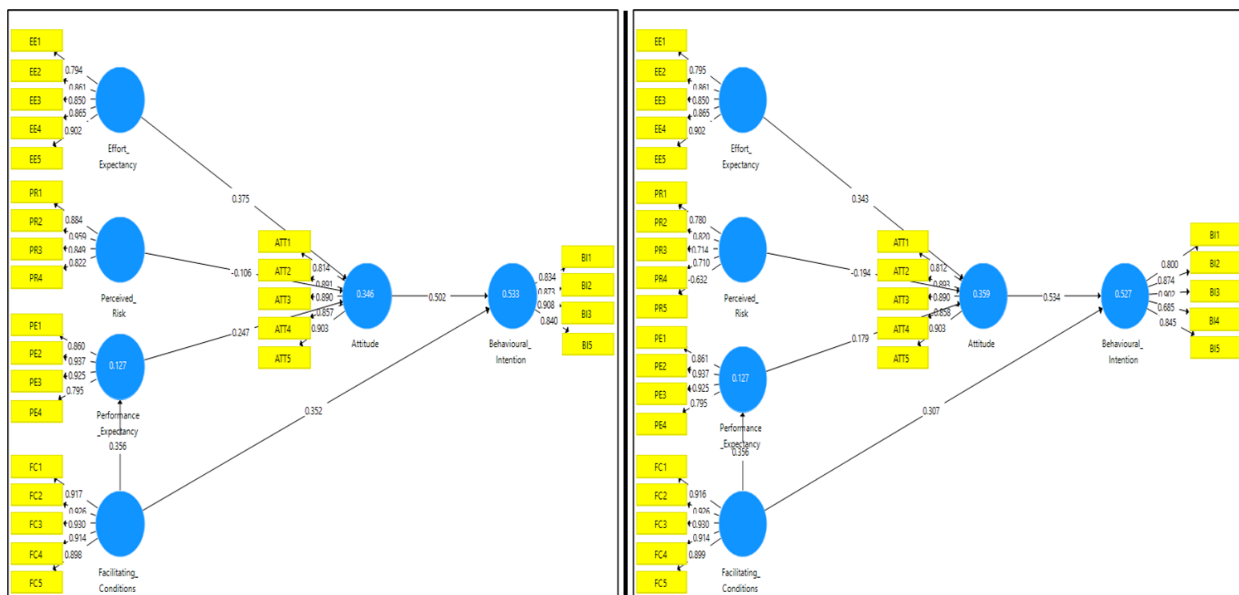 EE1
0.794
EE2
0.861
EE3
0.850
0.865
EE4
0.902
EE5
Effort_
Expectancy
0.375
PR1
0.884
PR2
0.959
PR3
0.849
0.822
PR4
Perceived_
Risk
-0.106
PE1
0.860
PE2
0.937
0.127
PE3
0.925
0.795
PE4
Performance
_Expectancy
0.247
0.356
FC1
0.917
FC2
0.926
FC3
0.930
0.914
FC4
0.898
FC5
Facilitating_
Conditions
0.352
ATT1
0.814
ATT2
0.891
ATT3
0.890
0.857
ATT4
0.903
ATT5
0.346
Attitude
0.502
0.533
Behavioural_
Intention
BI1
0.834
BI2
0.873
0.908
BI3
0.840
BI5
EE1
0.795
EE2
0.861
EE3
0.850
0.865
EE4
0.902
EE5
Effort_
Expectancy
0.343
PR1
0.780
PR2
0.820
PR3
0.714
0.710
PR4
-0.632
PR5
Perceived_
Risk
-0.194
PE1
0.861
PE2
0.937
0.127
PE3
0.925
0.795
PE4
Performance
_Expectancy
0.179
0.356
FC1
0.916
FC2
0.926
FC3
0.930
0.914
FC4
0.899
FC5
Facilitating_
Conditions
0.307
ATT1
0.812
ATT2
0.893
ATT3
0.890
0.858
ATT4
0.903
ATT5
0.359
Attitude
0.534
0.527
Behavioural_
Intention
BI1
0.800
BI2
0.874
BI3
0.902
0.685
BI4
0.845
BI5